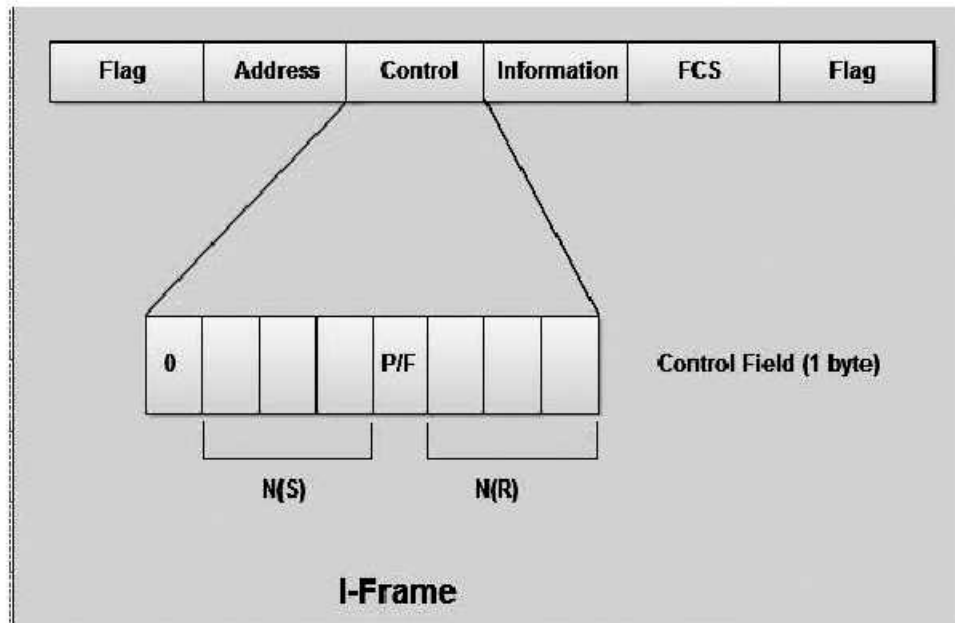 Flag Address Control Information FCS Flag
0 P/F Control Field (1 byte)
N(S) N(R)
I-Frame